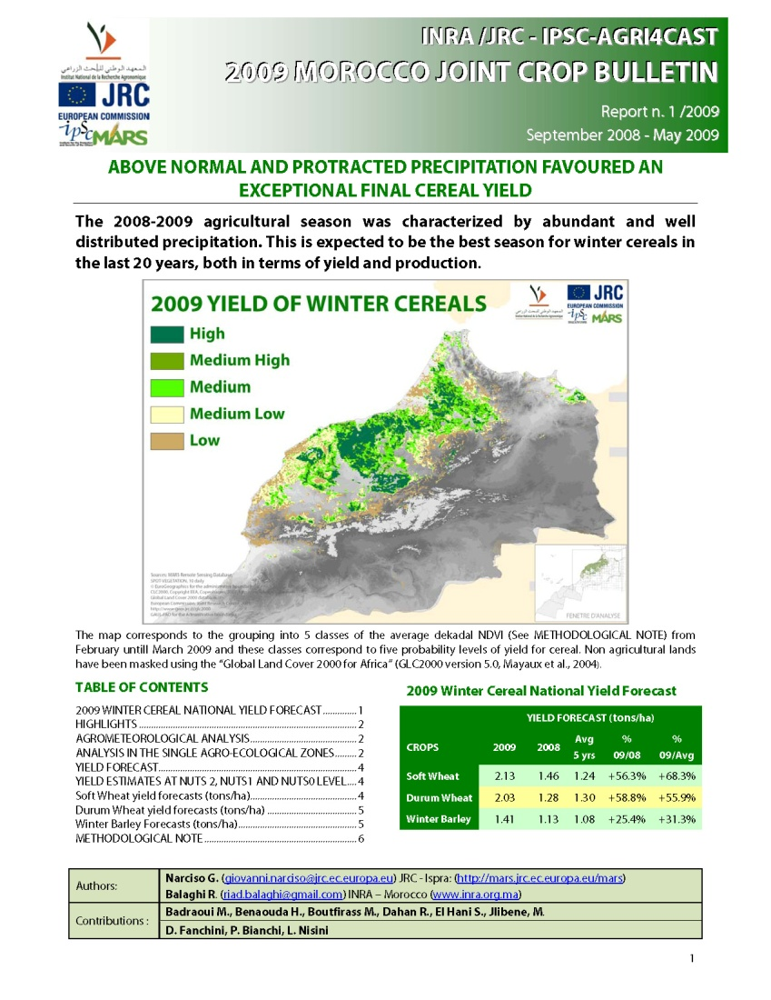 INRA /JRC - IPSC-AGRI4CAST
2009 MOROCCO JOINT CROP BULLETIN
Report n. 1 /2009
September 2008 - May 2009
المعهد الوطني للبحث الزراعي
Institut National de la Recherche Agronomique
JRC
EUROPEAN COMMISSION
ipsc MARS
ABOVE NORMAL AND PROTRACTED PRECIPITATION FAVOURED AN
EXCEPTIONAL FINAL CEREAL YIELD
The 2008-2009 agricultural season was characterized by abundant and well
distributed precipitation. This is expected to be the best season for winter cereals in
the last 20 years, both in terms of yield and production.
2009 YIELD OF WINTER CEREALS
JRC
EUROPEAN COMMISSION
ipsc MARS
High
Medium High
Medium
Medium Low
Low
Sources: MARS Remote Sensing Database
SPOT-VEGETATION, 10 daily
© EuroGeographics for the administrative
Global Land Cover 2000
FENETRE D'ANALYSE
The map corresponds to the grouping into 5 classes of the average dekadal NDVI (See METHODOLOGICAL NOTE) from
February untill March 2009 and these classes correspond to five probability levels of yield for cereal. Non agricultural lands
have been masked using the “Global Land Cover 2000 for Africa” (GLC2000 version 5.0, Mayaux et al., 2004).
TABLE OF CONTENTS
2009 WINTER CEREAL NATIONAL YIELD FORECAST .............. 1
HIGHLIGHTS ................................................................................ 2
AGROMETEOROLOGICAL ANALYSIS....................................... 2
ANALYSIS IN THE SINGLE AGRO-ECOLOGICAL ZONES........ 2
YIELD FORECAST......................................................................... 4
YIELD ESTIMATES AT NUTS 2, NUTS1 AND NUTS0 LEVEL.... 4
Soft Wheat yield forecasts (tons/ha)....................................... 4
Durum Wheat yield forecasts (tons/ha) ................................. 5
Winter Barley Forecasts (tons/ha)........................................... 5
METHODOLOGICAL NOTE ........................................................ 6
2009 Winter Cereal National Yield Forecast
YIELD FORECAST (tons/ha)
CROPS 2009 2008 Avg 5 yrs % 09/08 % 09/Avg
Soft Wheat 2.13 1.46 1.24 +56.3% +68.3%
Durum Wheat 2.03 1.28 1.30 +58.8% +55.9%
Winter Barley 1.41 1.13 1.08 +25.4% +31.3%
Authors:
Narciso G. (giovanni.narciso@jrc.ec.europa.eu) JRC - Ispra: (http://mars.jrc.ec.europa.eu/mars)
Balaghi R. (riad.balaghi@gmail.com) INRA – Morocco (www.inra.org.ma)
Contributions :
Badraoui M., Benaouda H., Boutfirass M., Dahan R., El Hani S., Jlibene, M.
D. Fanchini, P. Bianchi, L. Nisini
1